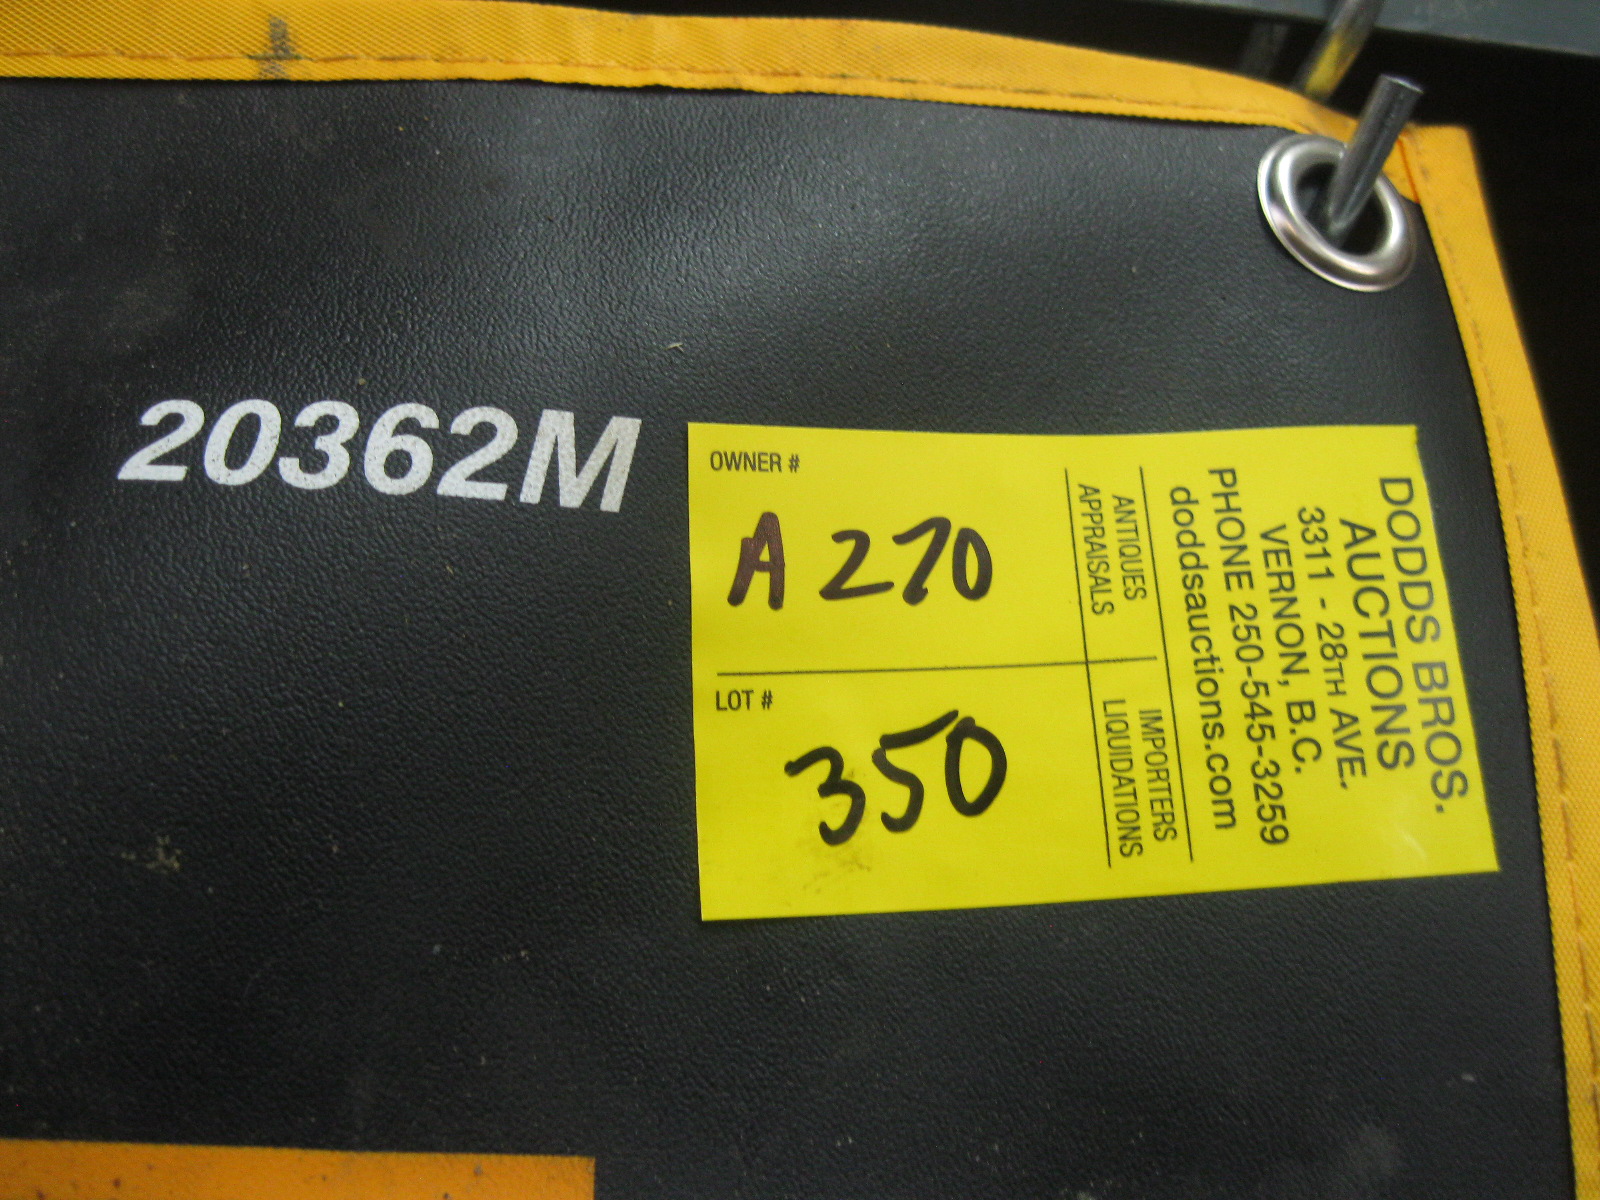 20362M
OWNER #
A 270
LOT #
350
ANTIQUES
APPRAISALS
IMPORTERS
LIQUIDATIONS
DODDS BROS.
AUCTIONS
3311 - 28TH AVE.
VERNON, B.C.
PHONE 250-545-3259
doddsauctions.com